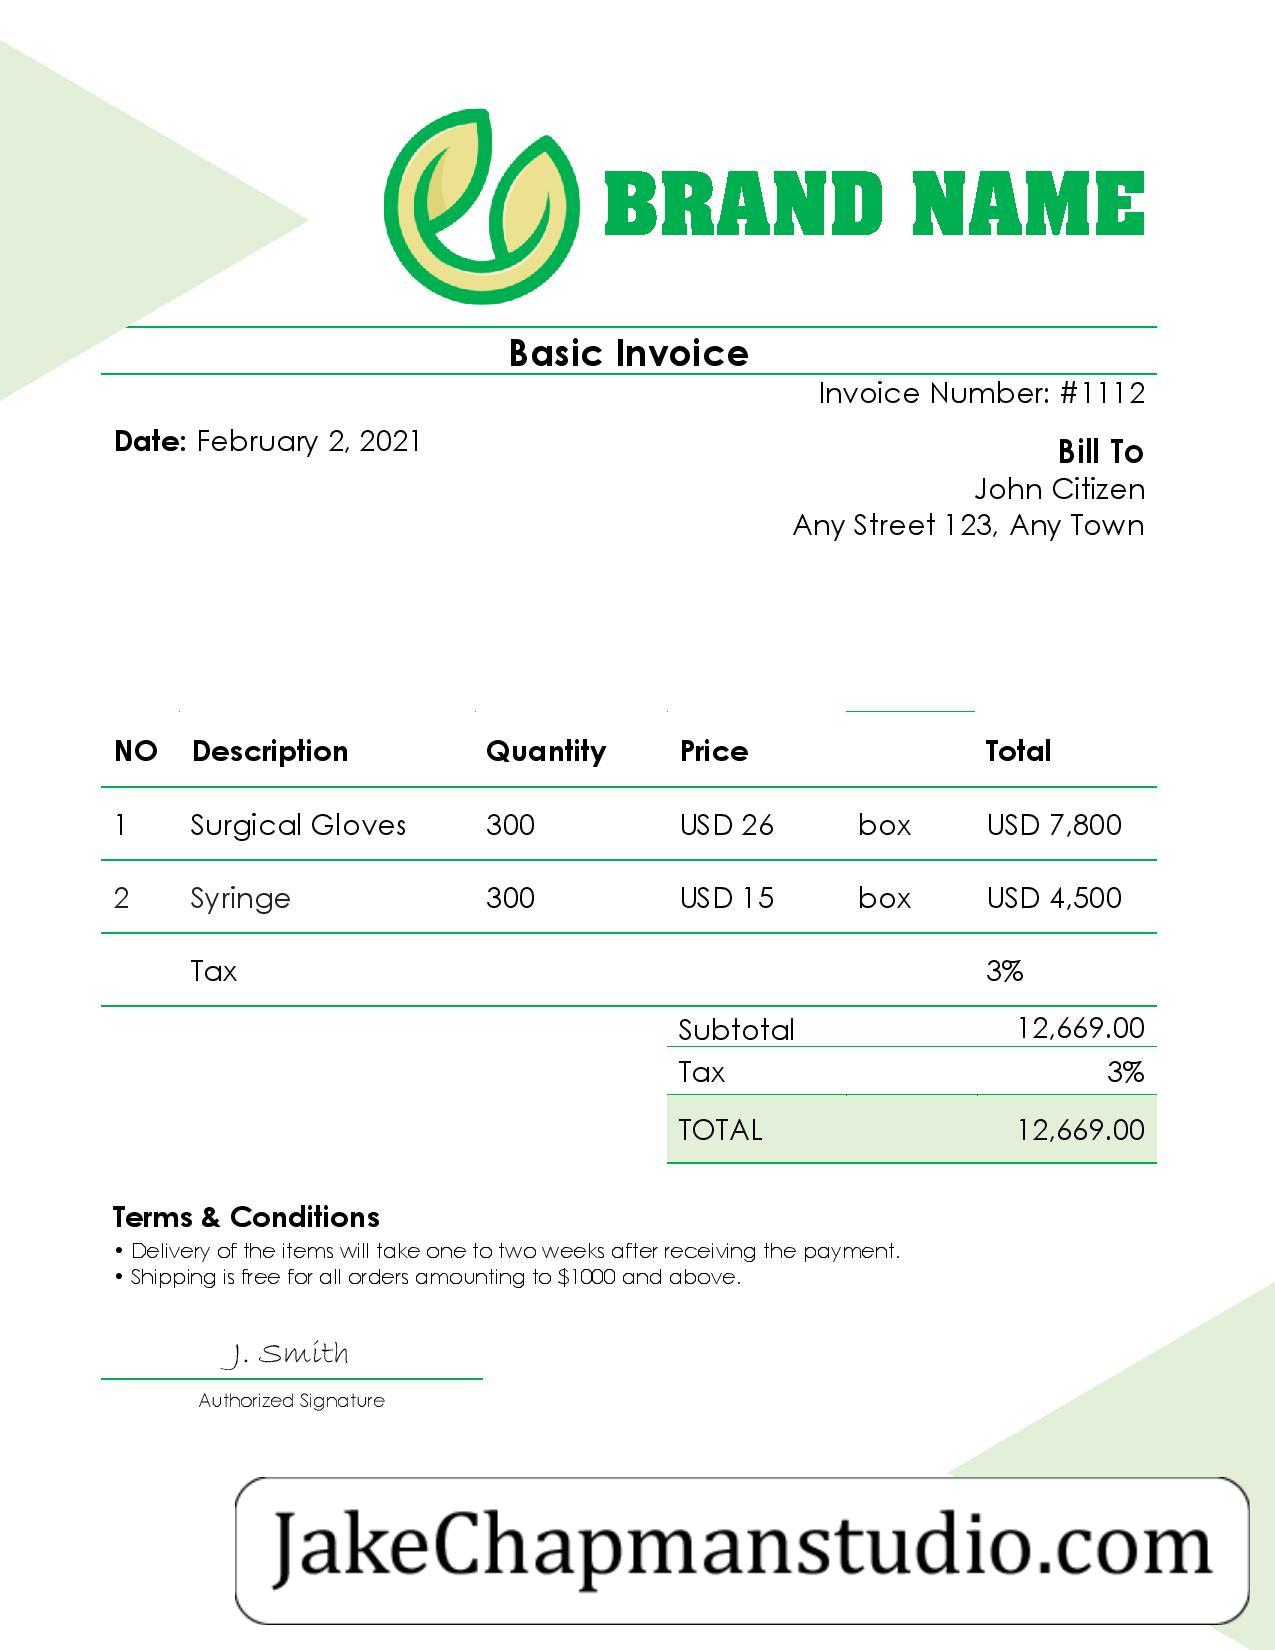 BRAND NAME
Basic Invoice
Invoice Number: #1112
Date: February 2, 2021
Bill To
John Citizen
Any Street 123, Any Town
NO Description Quantity Price Total
1 Surgical Gloves 300 USD 26 box USD 7,800
2 Syringe 300 USD 15 box USD 4,500
Tax 3%
Subtotal 12,669.00
Tax 3%
TOTAL 12,669.00
Terms & Conditions
• Delivery of the items will take one to two weeks after receiving the payment.
• Shipping is free for all orders amounting to $1000 and above.
J. Smith
Authorized Signature
JakeChapmanstudio.com